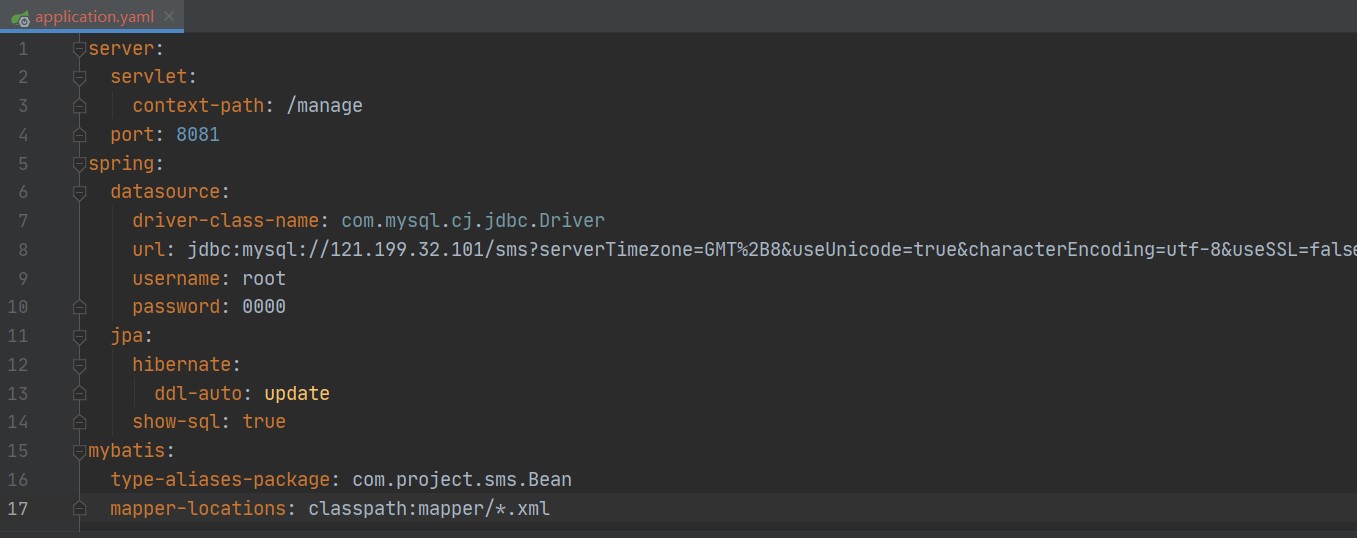 application.yaml
1 server:
2 servlet:
3 context-path: /manage
4 port: 8081
5 spring:
6 datasource:
7 driver-class-name: com.mysql.cj.jdbc.Driver
8 url: jdbc:mysql://121.199.32.101/sms?serverTimezone=GMT%2B8&useUnicode=true&characterEncoding=utf-8&useSSL=false
9 username: root
10 password: 0000
11 jpa:
12 hibernate:
13 ddl-auto: update
14 show-sql: true
15 mybatis:
16 type-aliases-package: com.project.sms.Bean
17 mapper-locations: classpath:mapper/*.xml